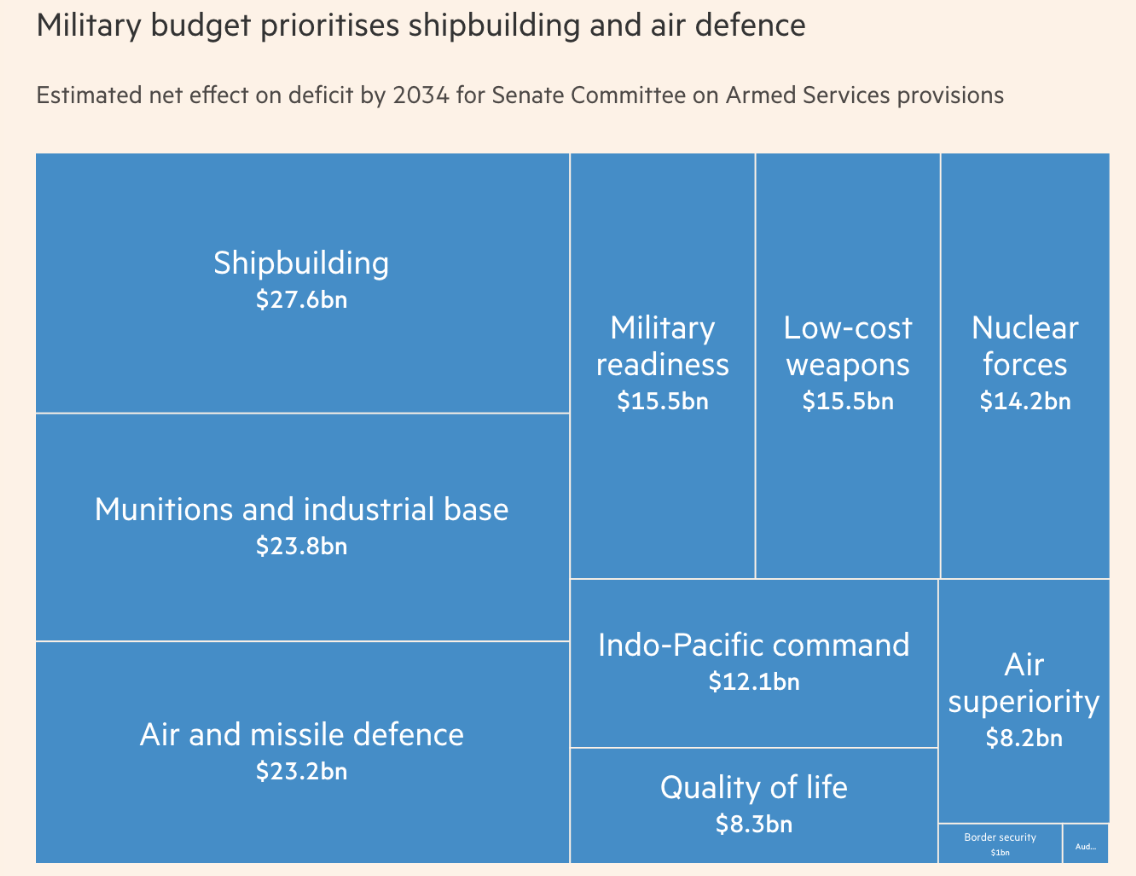 Military budget prioritises shipbuilding and air defence
Estimated net effect on deficit by 2034 for Senate Committee on Armed Services provisions
Shipbuilding
$27.6bn
Munitions and industrial base
$23.8bn
Air and missile defence
$23.2bn
Military
readiness
$15.5bn
Low-cost
weapons
$15.5bn
Nuclear
forces
$14.2bn
Indo-Pacific command
$12.1bn
Quality of life
$8.3bn
Air
superiority
$8.2bn
Border security
$1bn
Aud...